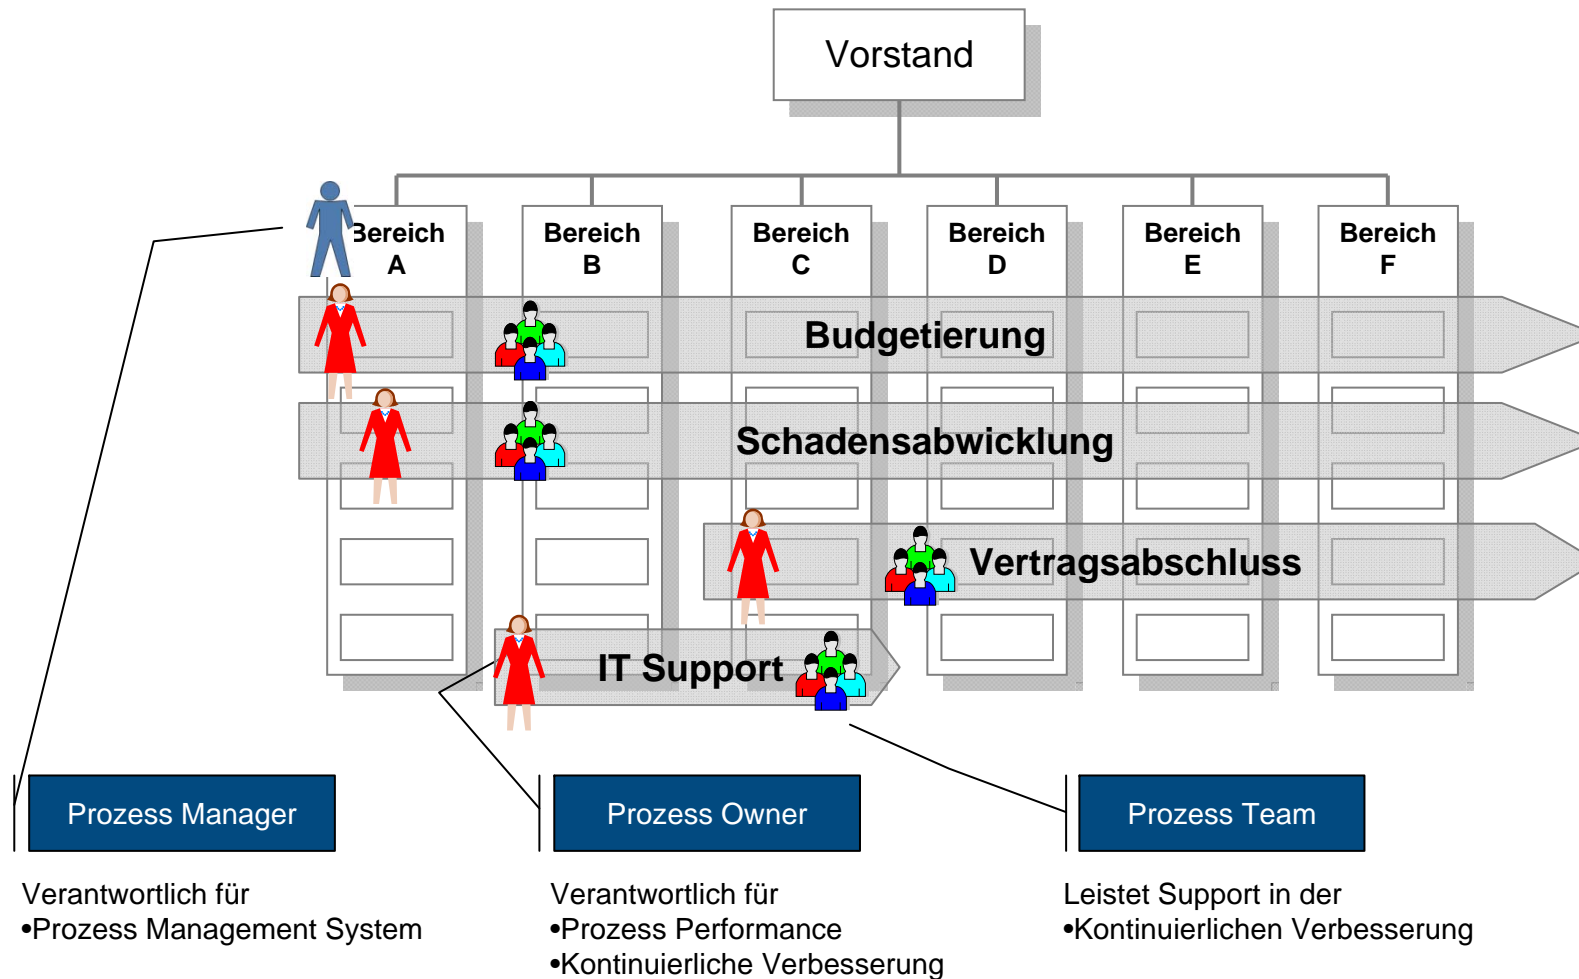 Vorstand
Bereich
A
Bereich
B
Bereich
C
Bereich
D
Bereich
E
Bereich
F
Budgetierung
Schadensabwicklung
Vertragsabschluss
IT Support
Prozess Manager
Verantwortlich für
•Prozess Management System
Prozess Owner
Verantwortlich für
•Prozess Performance
•Kontinuierliche Verbesserung
Prozess Team
Leistet Support in der
•Kontinuierlichen Verbesserung